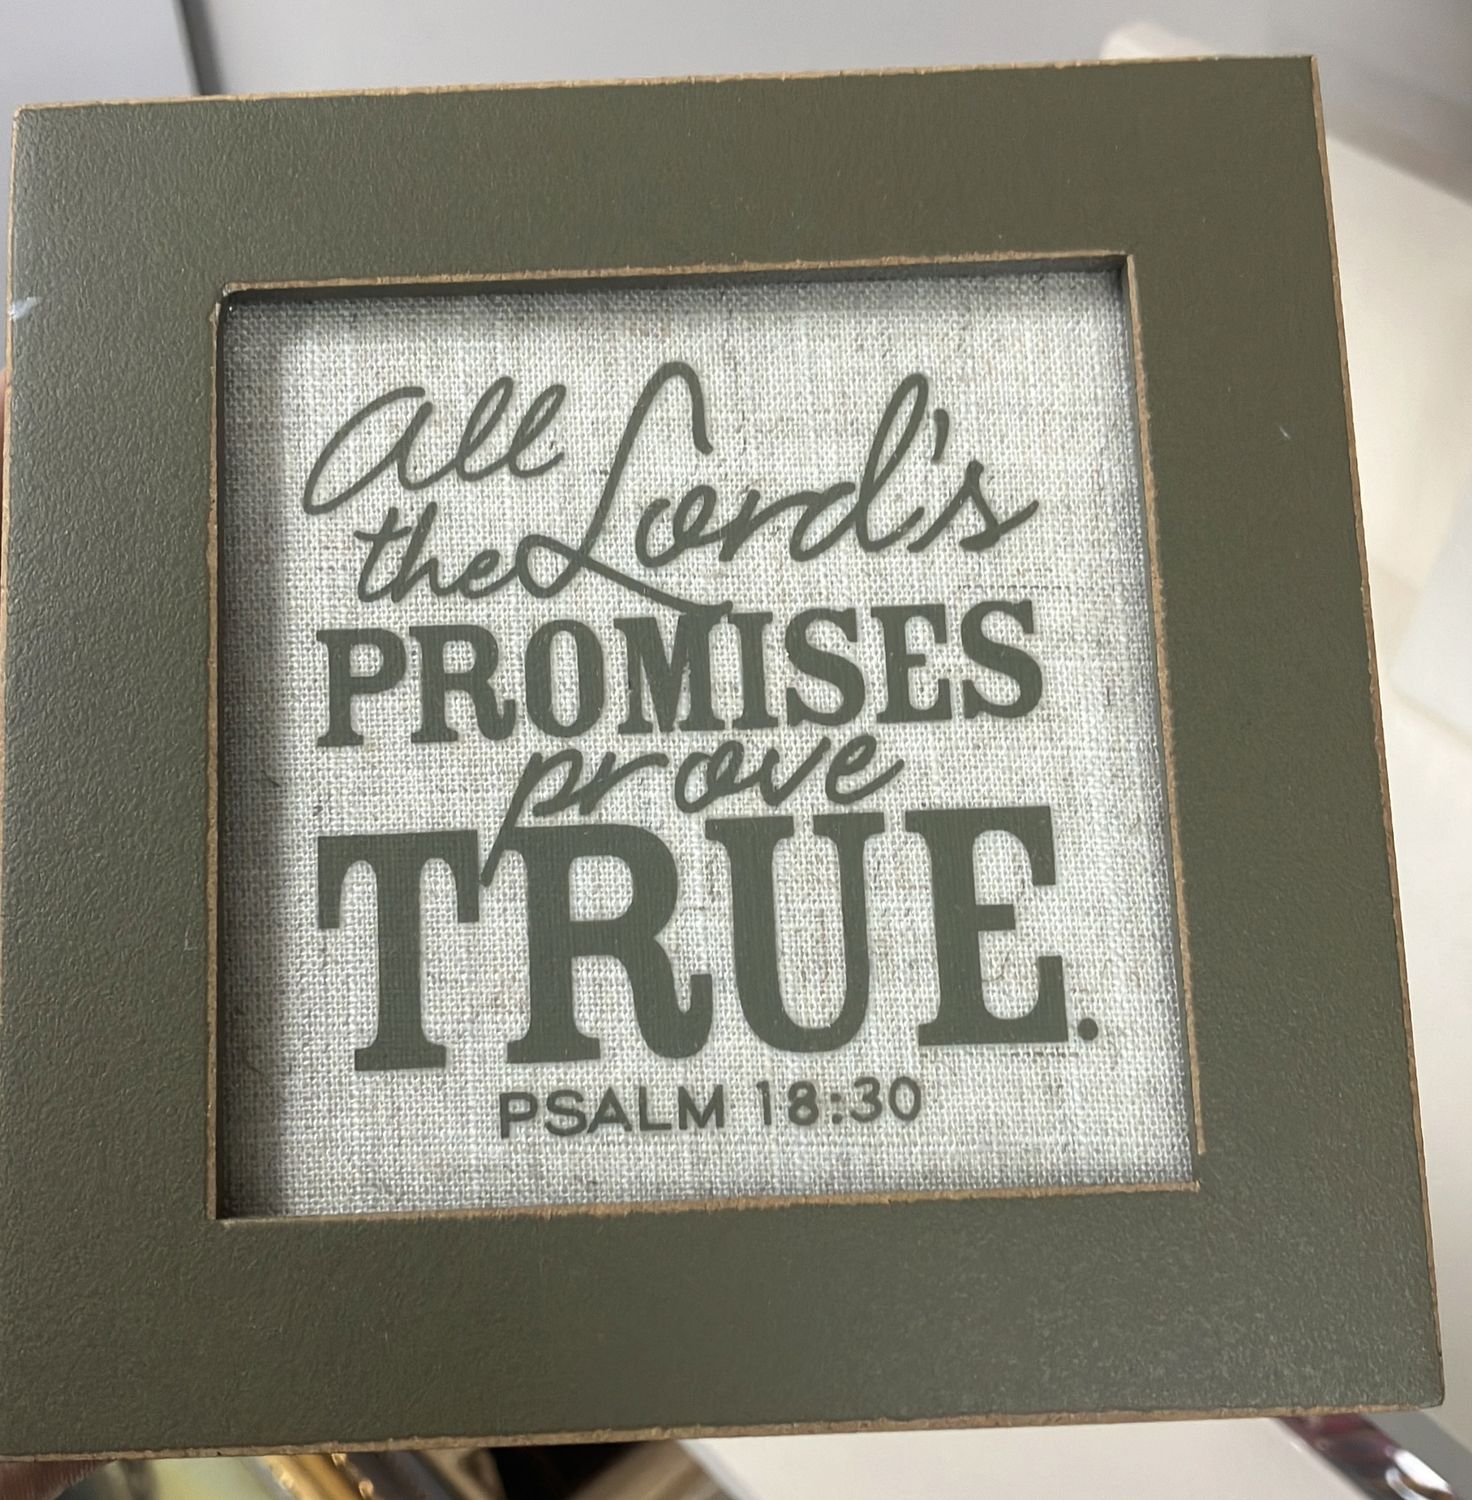 All
the Lord's
PROMISES
prove
TRUE.
PSALM 18:30